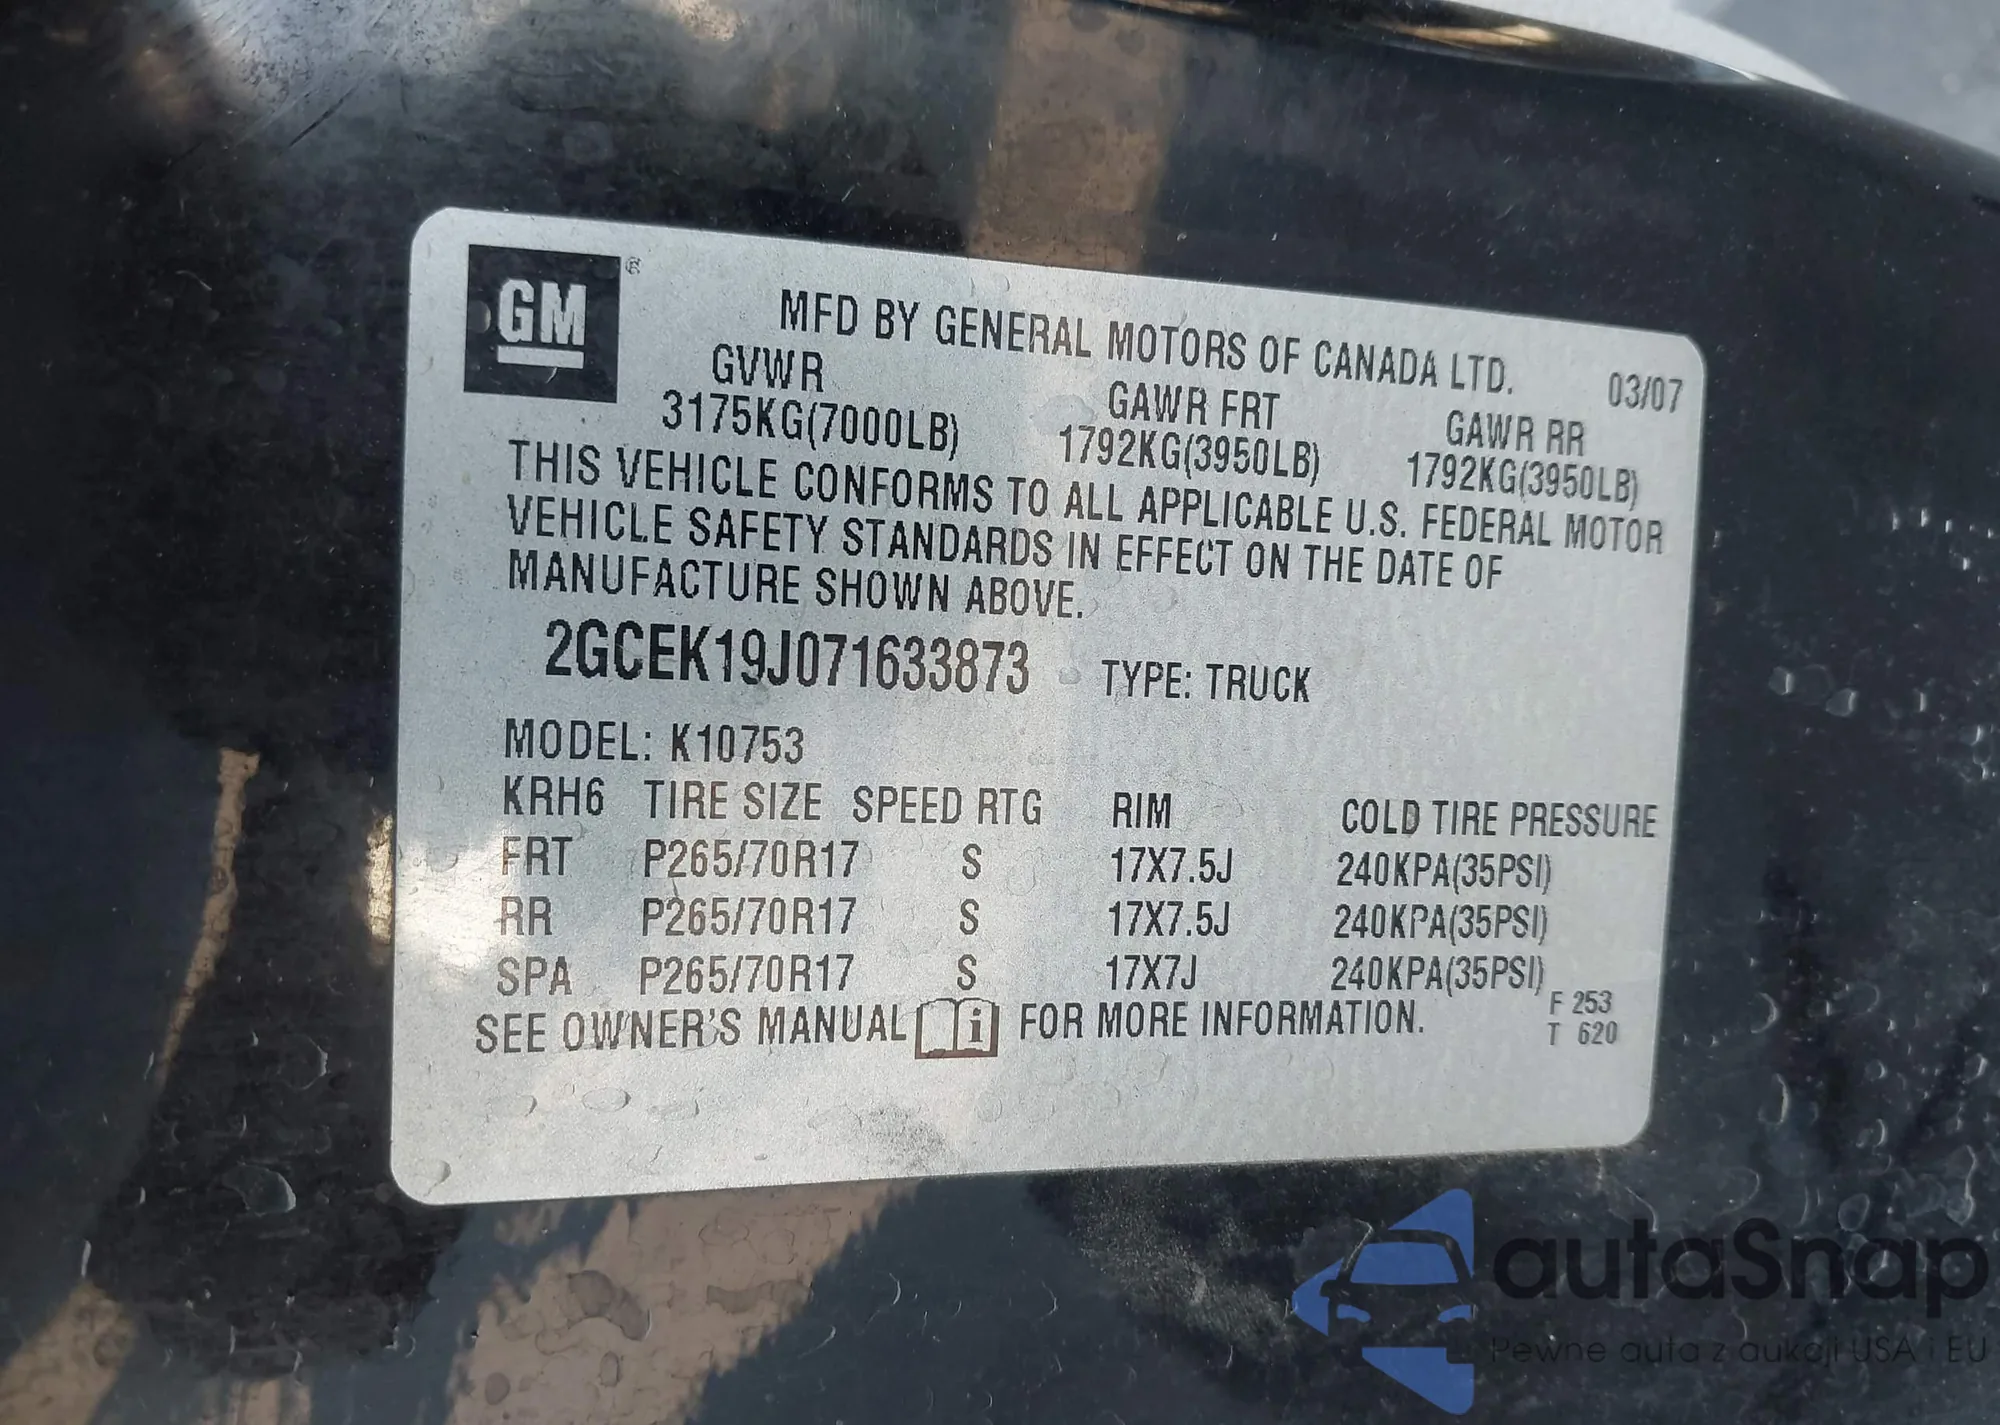 GM®
MFD BY GENERAL MOTORS OF CANADA LTD.
03/07
GVWR GAWR FRT GAWR RR
3175KG(7000LB) 1792KG(3950LB) 1792KG(3950LB)
THIS VEHICLE CONFORMS TO ALL APPLICABLE U.S. FEDERAL MOTOR
VEHICLE SAFETY STANDARDS IN EFFECT ON THE DATE OF
MANUFACTURE SHOWN ABOVE.
2GCEK19J071633873 TYPE: TRUCK
MODEL: K10753
KRH6 TIRE SIZE SPEED RTG RIM COLD TIRE PRESSURE
FRT P265/70R17 S 17X7.5J 240KPA(35PSI)
RR P265/70R17 S 17X7.5J 240KPA(35PSI)
SPA P265/70R17 S 17X7J 240KPA(35PSI)
SEE OWNER'S MANUAL i FOR MORE INFORMATION.
F 253
T 620
autaSnap
Pewne auta z aukcji USA i EU